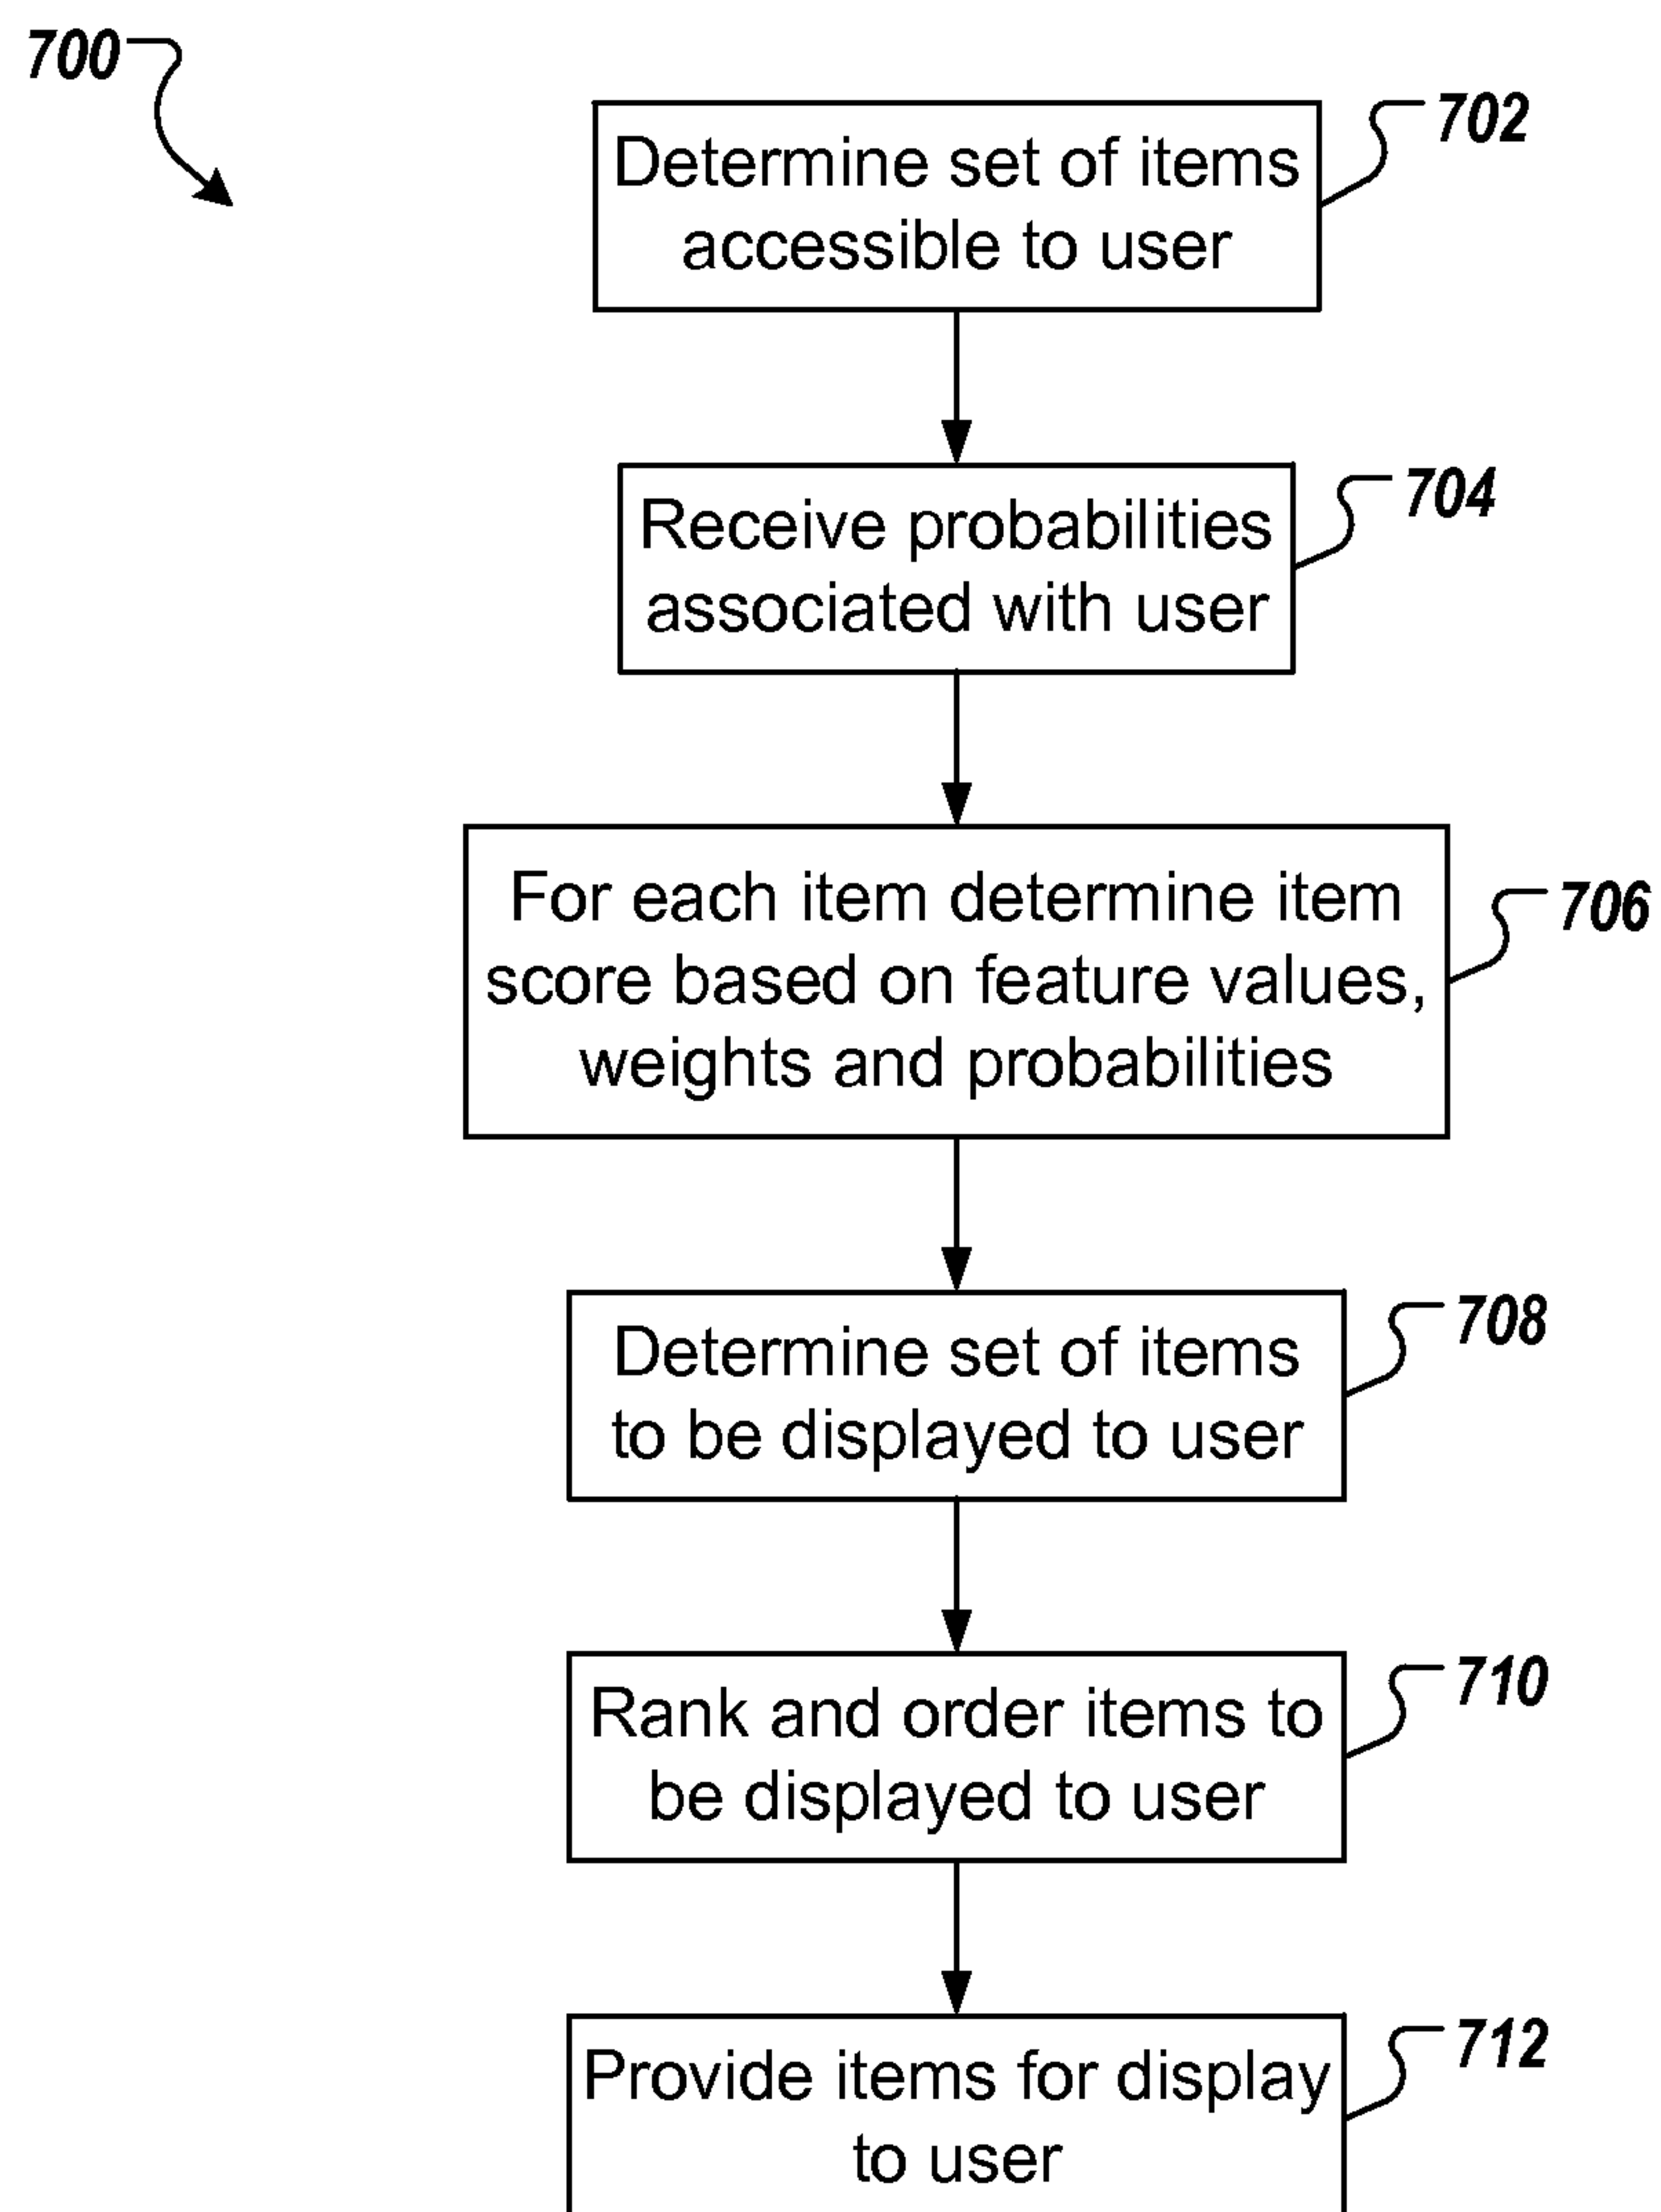 700
702
Determine set of items
accessible to user
704
Receive probabilities
associated with user
706
For each item determine item
score based on feature values,
weights and probabilities
708
Determine set of items
to be displayed to user
710
Rank and order items to
be displayed to user
712
Provide items for display
to user